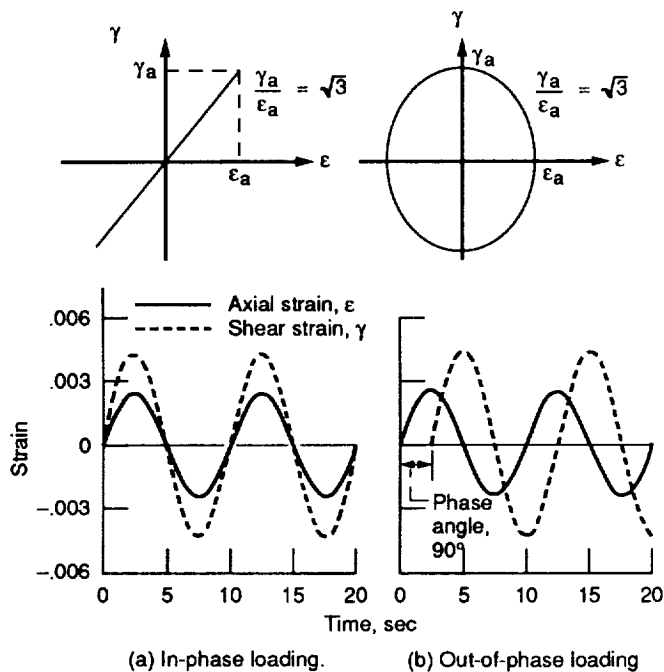 γ
γa
γa/εa = √3
ε
εa
γ
γa
γa/εa = √3
ε
εa
Strain
.006
.003
0
−.003
−.006
Axial strain, ε
Shear strain, γ
0 5 10 15 20
Phase
angle,
90º
0 5 10 15 20
Time, sec
(a) In-phase loading.
(b) Out-of-phase loading